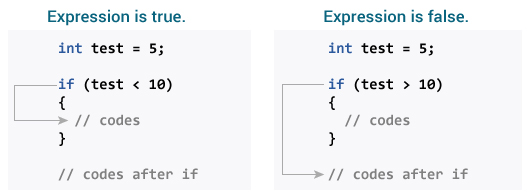 Expression is true.
int test = 5;
if (test < 10)
{
// codes
}
// codes after if
Expression is false.
int test = 5;
if (test > 10)
{
// codes
}
// codes after if